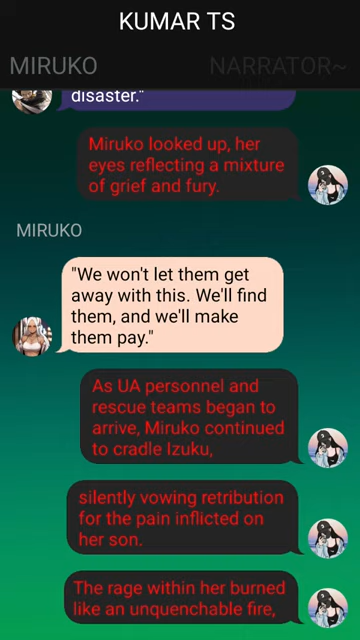 KUMAR TS
MIRUKO
NARRATOR~
disaster."
Miruko looked up, her
eyes reflecting a mixture
of grief and fury.
MIRUKO
"We won't let them get
away with this. We'll find
them, and we'll make
them pay."
As UA personnel and
rescue teams began to
arrive, Miruko continued
to cradle Izuku,
silently vowing retribution
for the pain inflicted on
her son.
The rage within her burned
like an unquenchable fire,